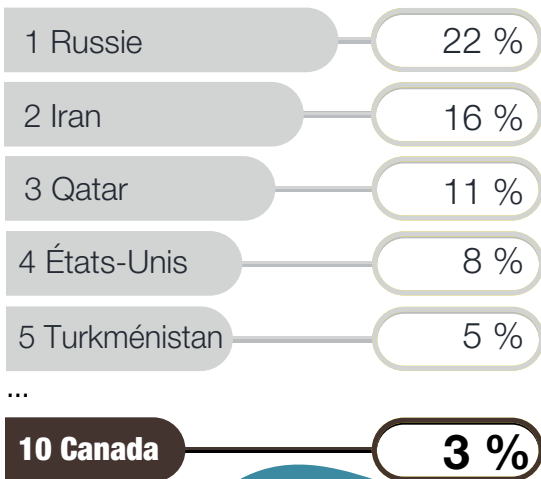 1 Russie 22 %
2 Iran 16 %
3 Qatar 11 %
4 États-Unis 8 %
5 Turkménistan 5 %
...
10 Canada 3 %